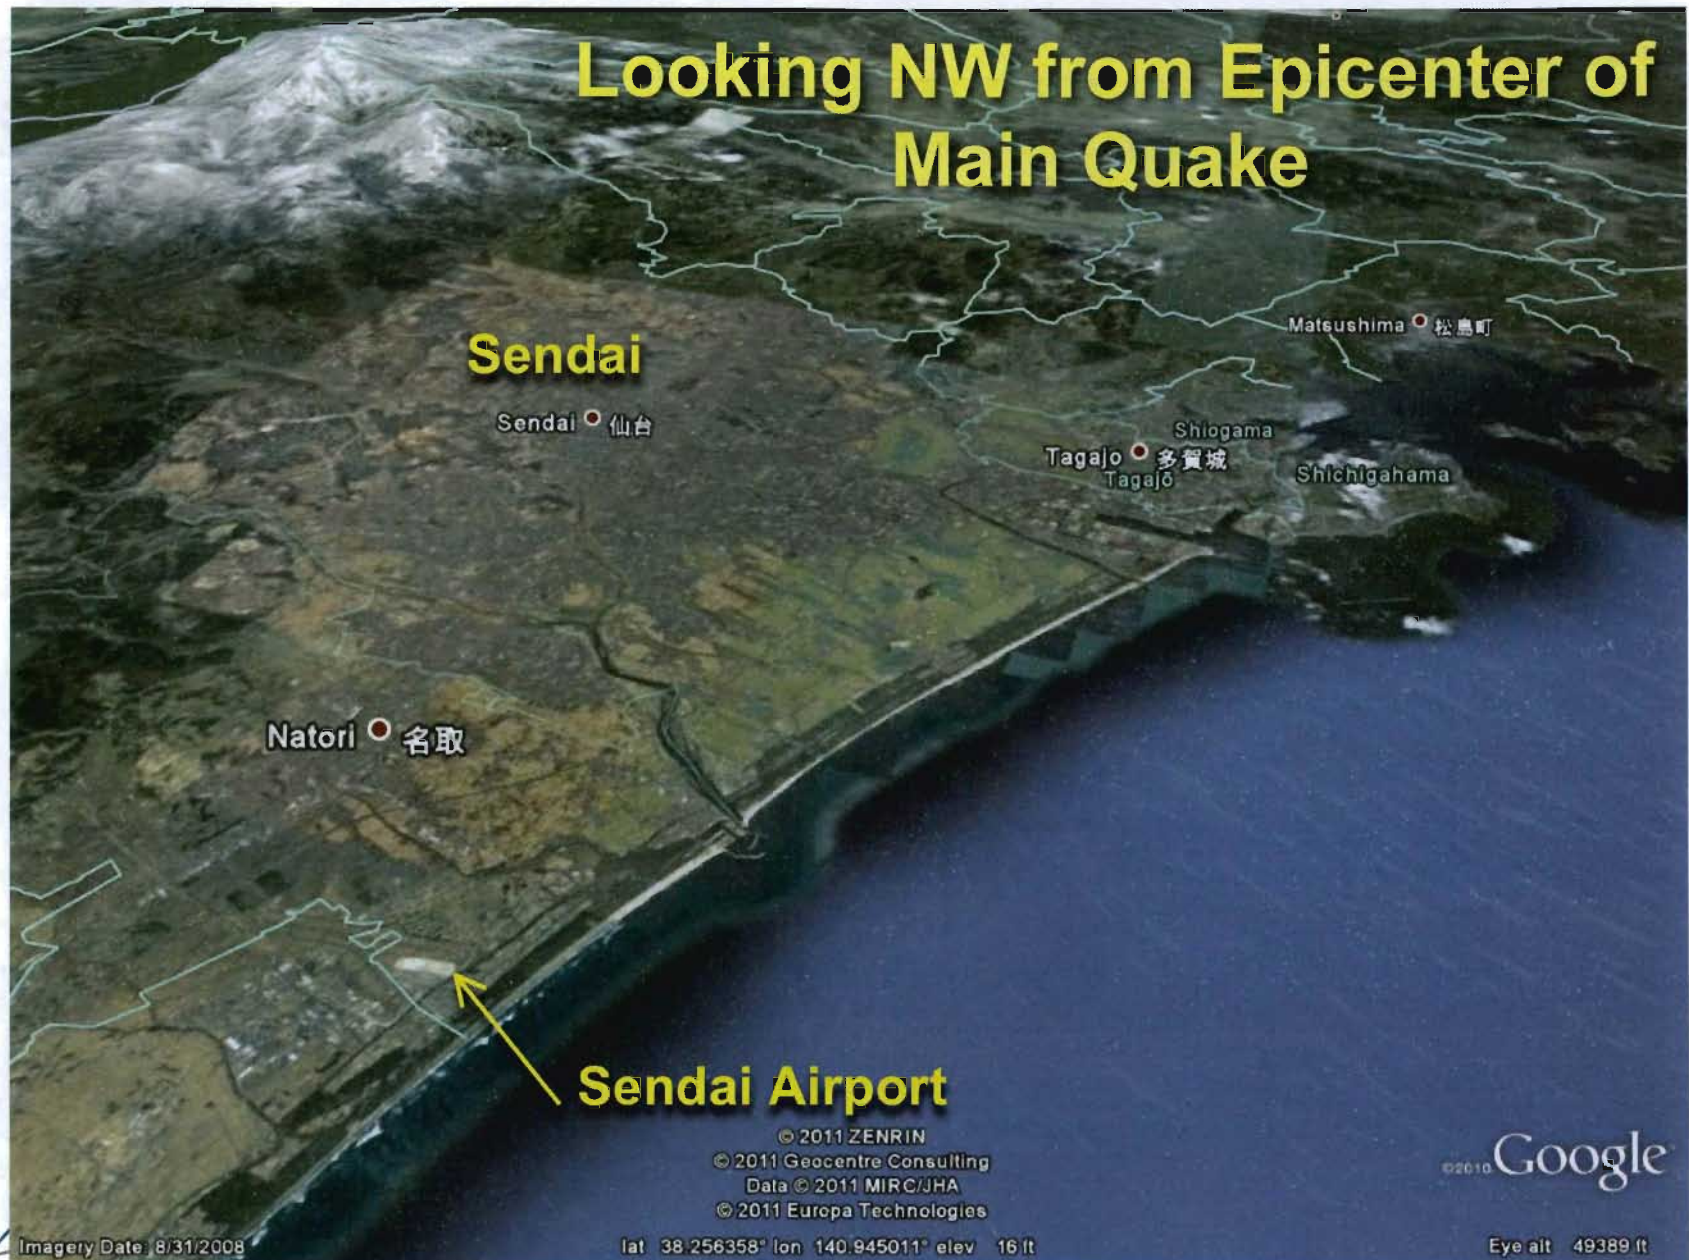 Looking NW from Epicenter of
Main Quake
Matsushima 松島町
Sendai
Sendai 仙台
Shiogama
Tagajo 多賀城
Tagajō
Shichigahama
Natori 名取
Sendai Airport
© 2011 ZENRIN
© 2011 Geocentre Consulting
Data © 2011 MIRC/JHA
© 2011 Europa Technologies
©2010 Google
Imagery Date: 8/31/2008
lat 38.256358° lon 140.945011° elev 16 ft
Eye alt 49389 ft